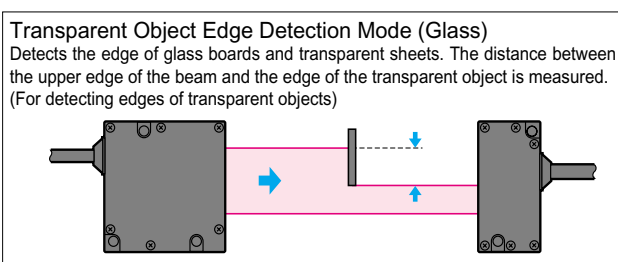 Transparent Object Edge Detection Mode (Glass)
Detects the edge of glass boards and transparent sheets. The distance between
the upper edge of the beam and the edge of the transparent object is measured.
(For detecting edges of transparent objects)